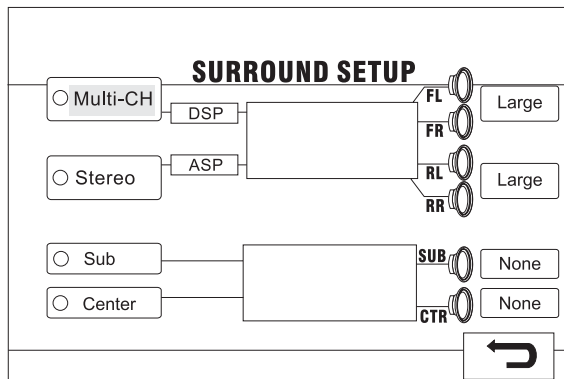 SURROUND SETUP
Multi-CH
DSP
FL
Large
FR
Stereo
ASP
RL
Large
RR
Sub
SUB
None
Center
CTR
None